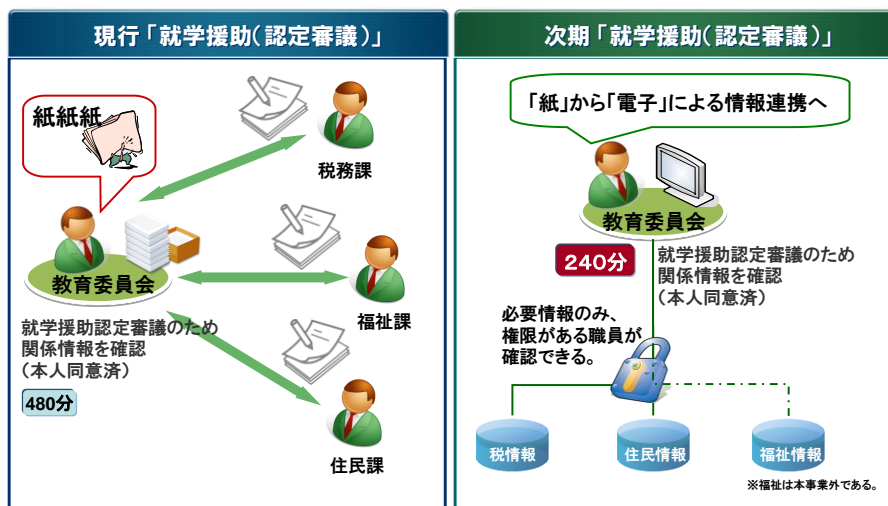 現行「就学援助（認定審議）」
紙紙紙
税務課
福祉課
住民課
教育委員会
就学援助認定審議のため
関係情報を確認
（本人同意済）
480分
次期「就学援助（認定審議）」
「紙」から「電子」による情報連携へ
教育委員会
240分
就学援助認定審議のため
関係情報を確認
（本人同意済）
必要情報のみ、
権限がある職員が
確認できる。
税情報
住民情報
福祉情報
※福祉は本事業外である。